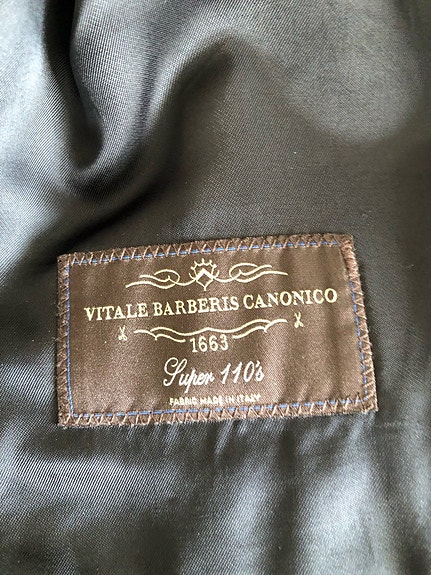 VITALE BARBERIS CANONICO
1663
Super 110's
FABRIC MADE IN ITALY